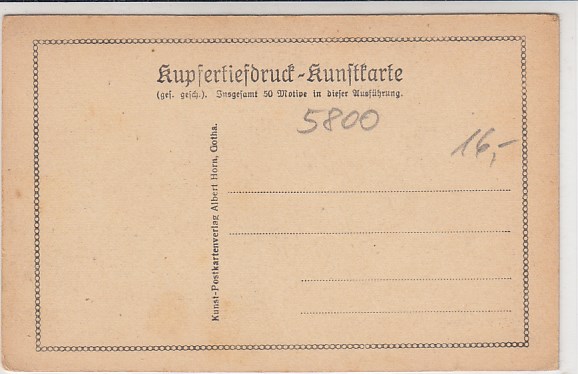 Kupfertiefdruck-Kunstkarte
(ges. gesch.). Insgesamt 50 Motive in dieser Ausführung.
5800
16,-
Kunst-Postkartenverlag Albert Horn, Gotha.